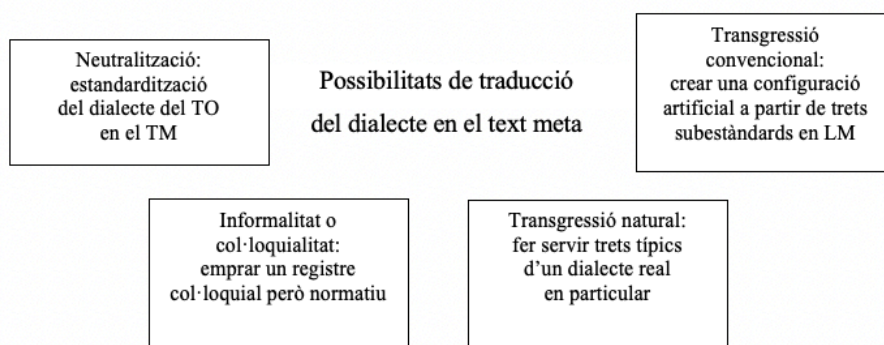 Neutralització:
estandardització
del dialecte del TO
en el TM
Possibilitats de traducció
del dialecte en el text meta
Transgressió
convencional:
crear una configuració
artificial a partir de trets
subestàndards en LM
Informalitat o
col·loquialitat:
emprar un registre
col·loquial però normatiu
Transgressió natural:
fer servir trets típics
d’un dialecte real
en particular